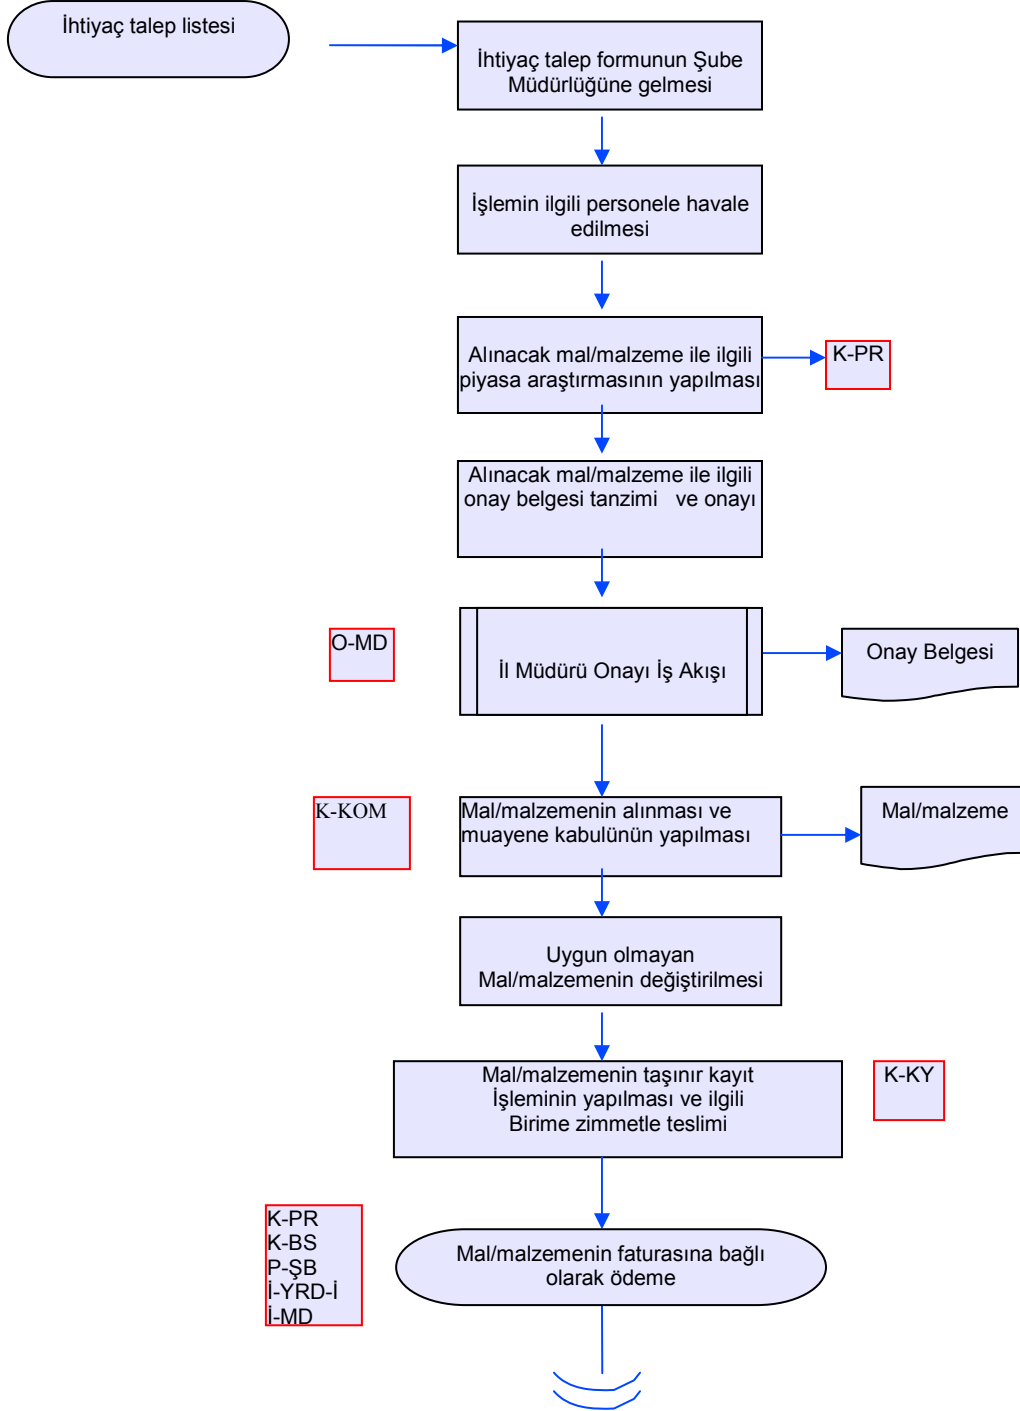 İhtiyaç talep listesi
İhtiyaç talep formunun Şube
Müdürlüğüne gelmesi
İşlemin ilgili personele havale
edilmesi
Alınacak mal/malzeme ile ilgili
piyasa araştırmasının yapılması
K-PR
Alınacak mal/malzeme ile ilgili
onay belgesi tanzimi ve onayı
O-MD
İl Müdürü Onayı İş Akışı
Onay Belgesi
K-KOM
Mal/malzemenin alınması ve
muayene kabulünün yapılması
Mal/malzeme
Uygun olmayan
Mal/malzemenin değiştirilmesi
Mal/malzemenin taşınır kayıt
İşleminin yapılması ve ilgili
Birime zimmetle teslimi
K-KY
K-PR
K-BS
P-ŞB
İ-YRD-İ
İ-MD
Mal/malzemenin faturasına bağlı
olarak ödeme